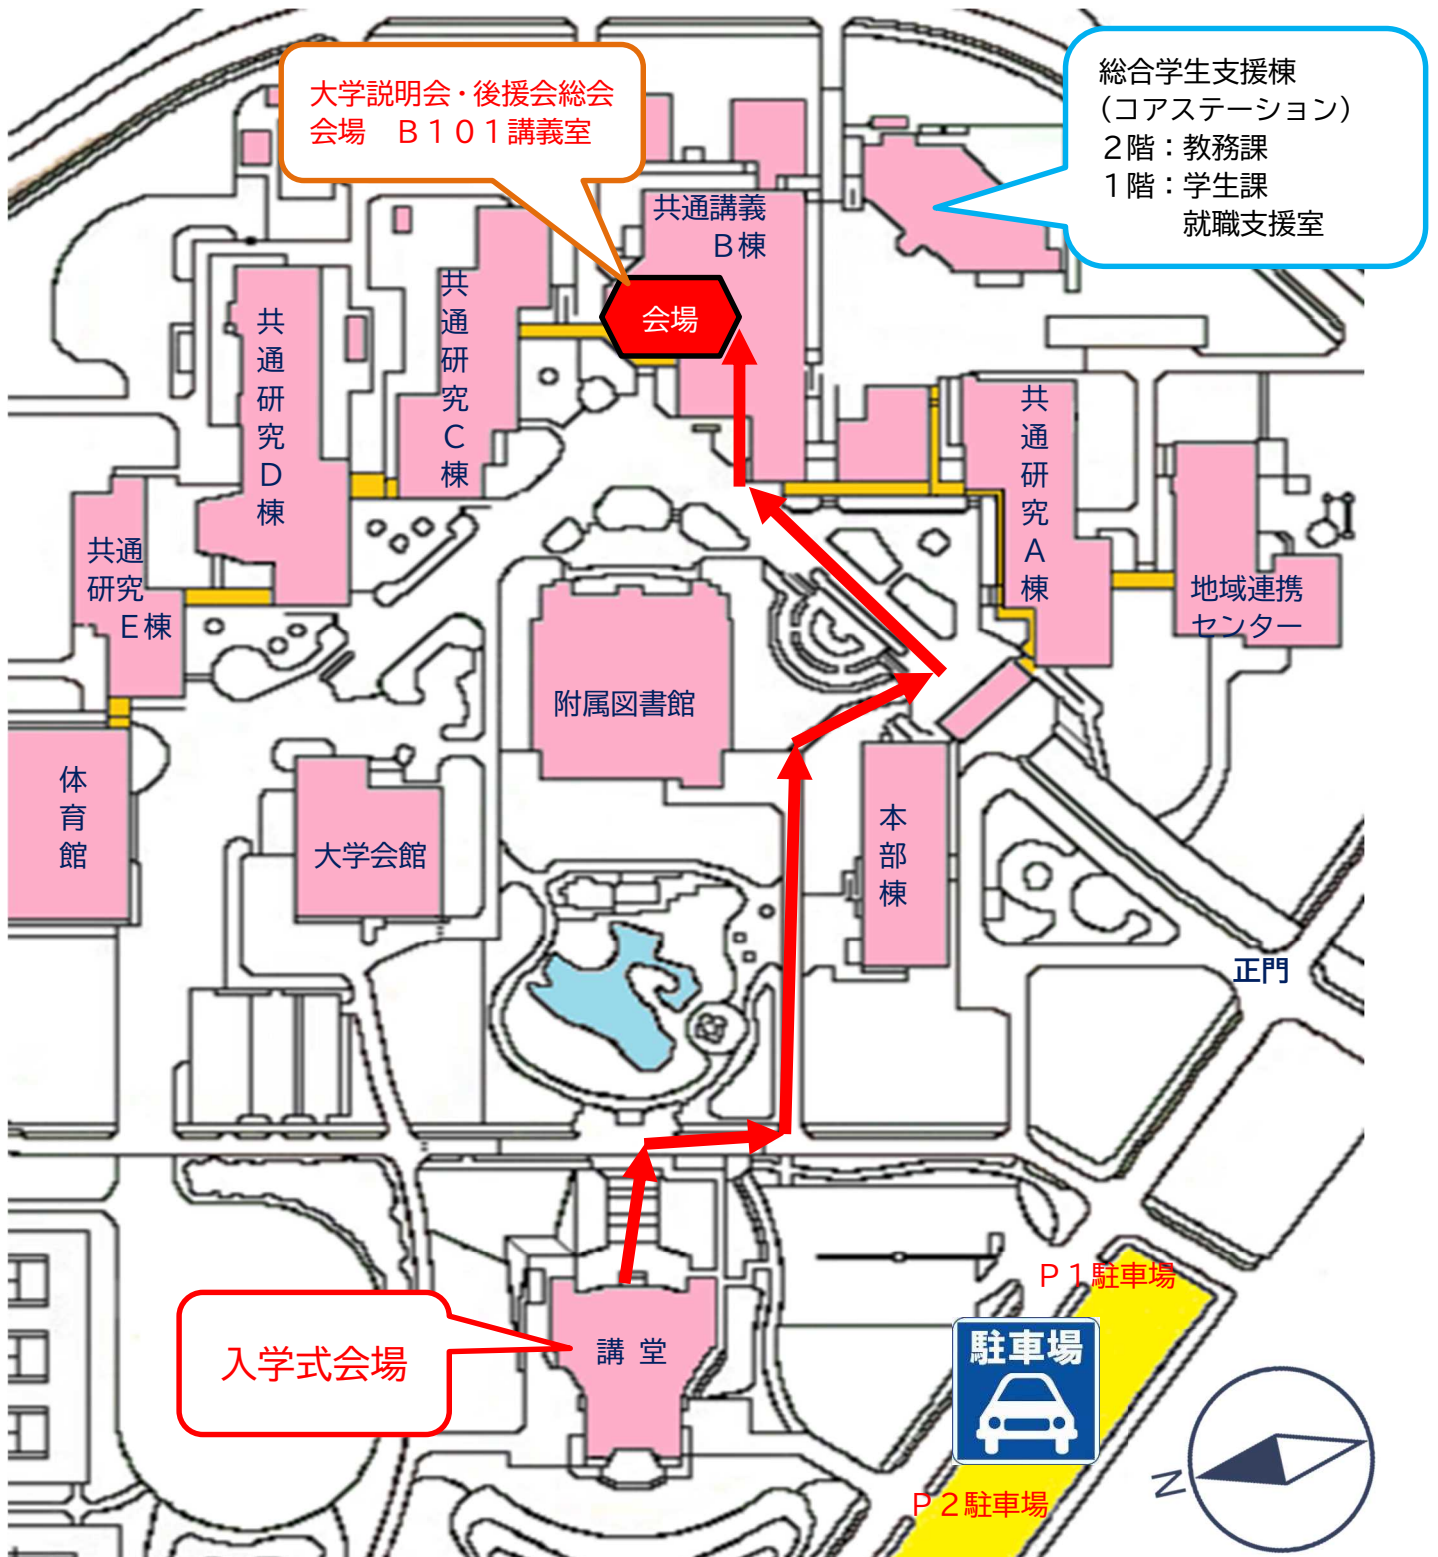 大学説明会・後援会総会
会場　Ｂ１０１講義室
総合学生支援棟
（コアステーション）
２階：教務課
１階：学生課
就職支援室
共通講義
Ｂ棟
会場
共通研究Ｃ棟
共通研究Ｄ棟
共通研究Ａ棟
共通
研究
Ｅ棟
地域連携
センター
附属図書館
体育館
大学会館
本部棟
正門
Ｐ１駐車場
駐車場
入学式会場
講 堂
Ｐ２駐車場
N